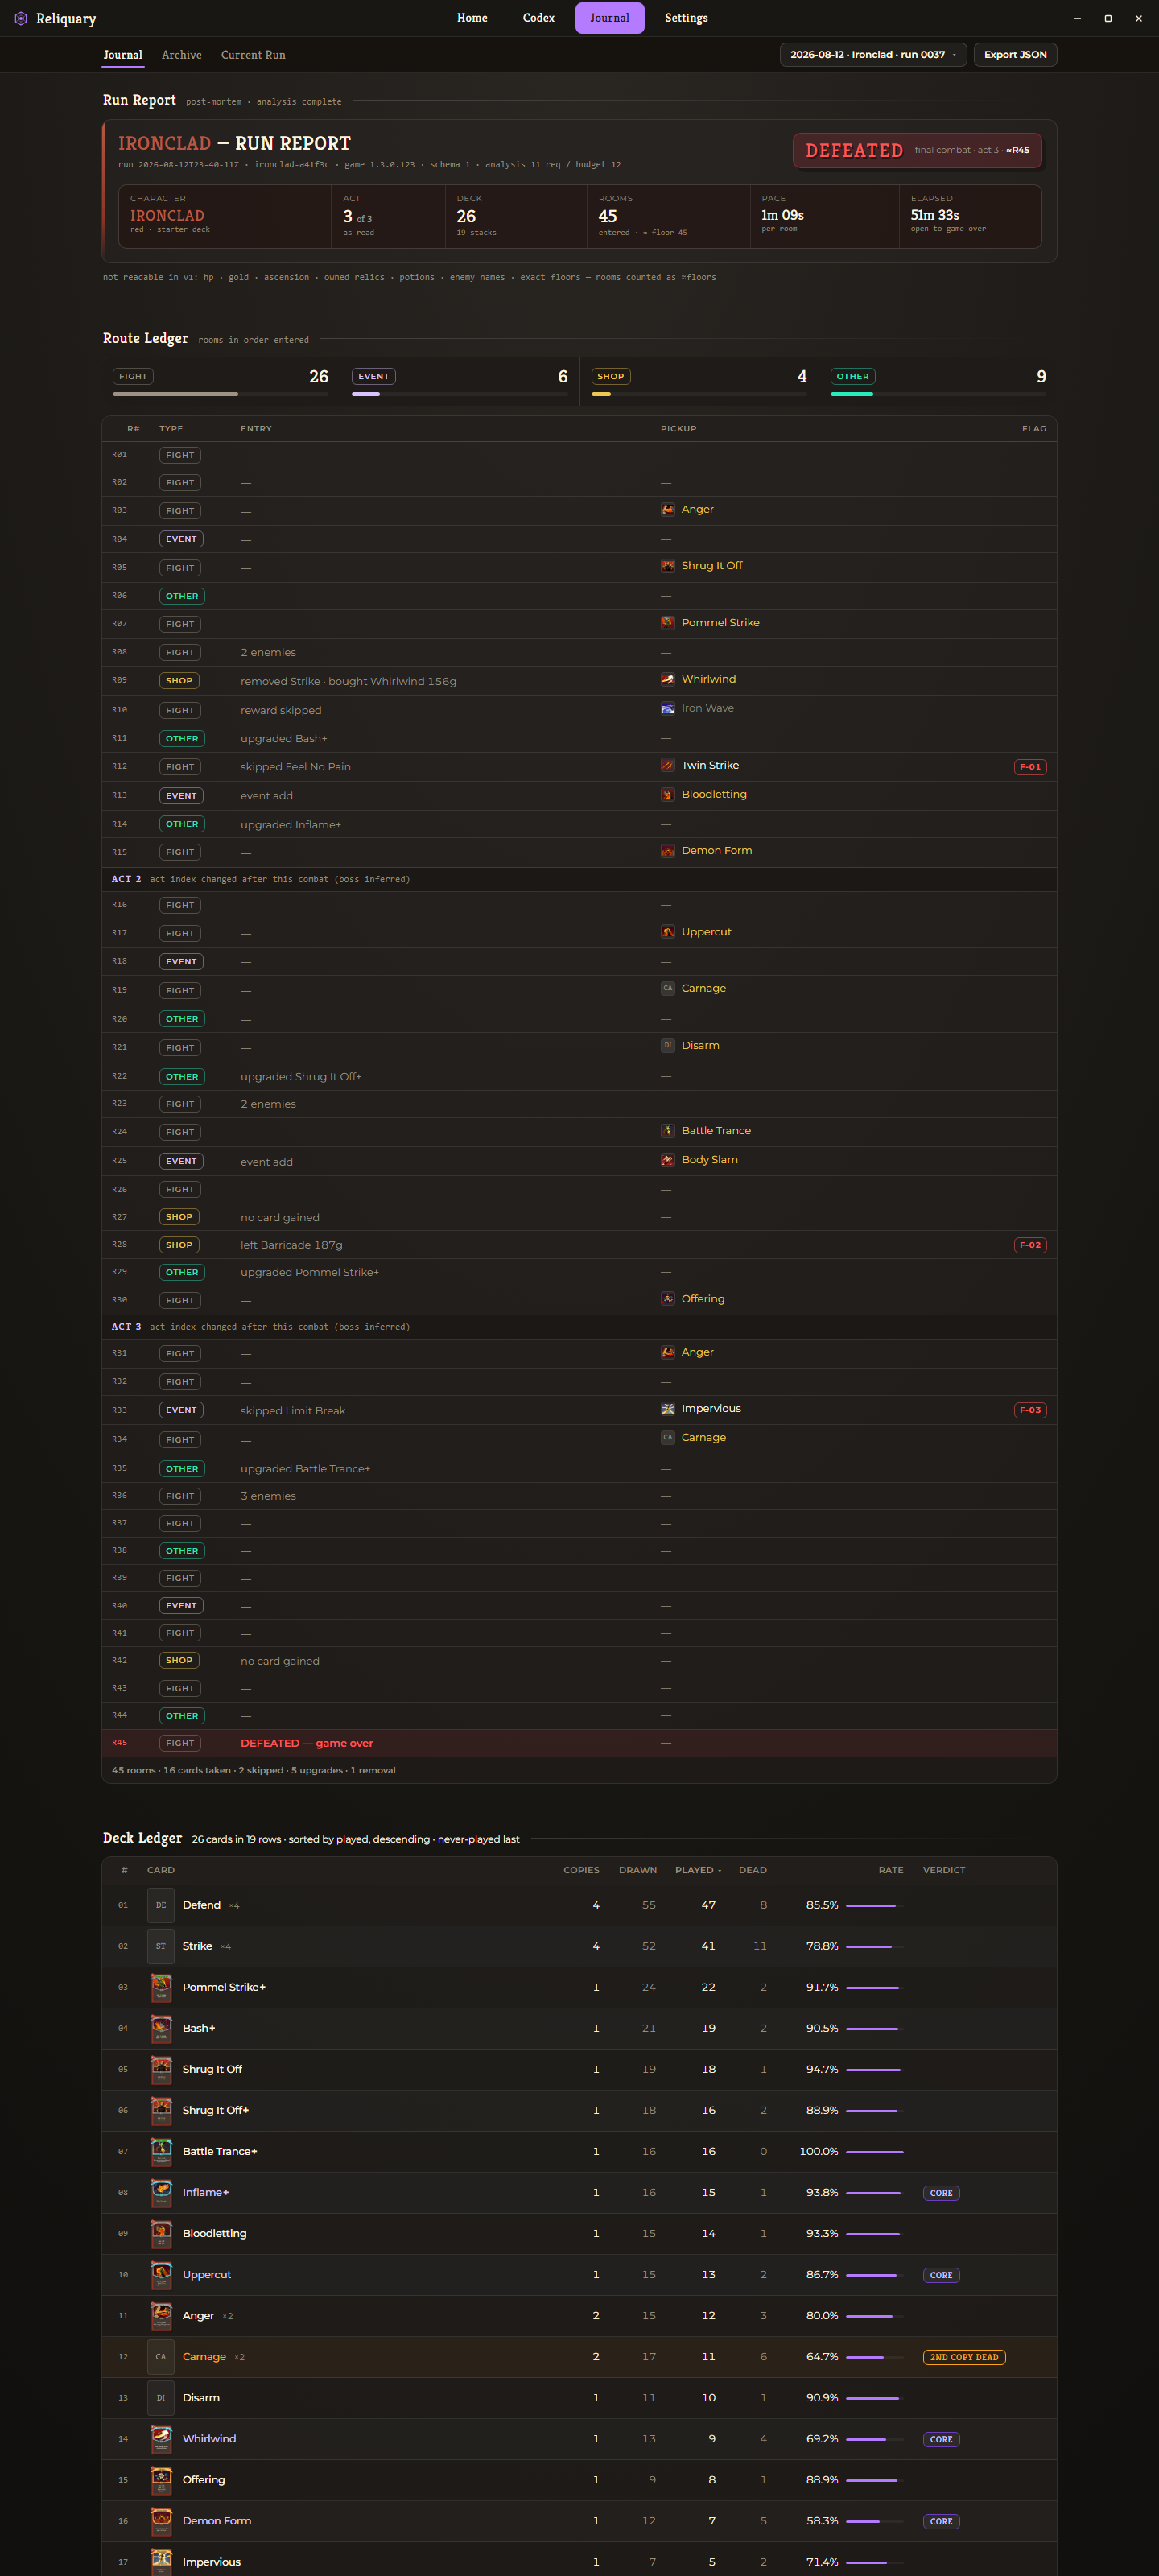 Reliquary
Home Codex Journal Settings
Journal Archive Current Run
2026-08-12 · Ironclad · run 0037
Export JSON
Run Report post-mortem · analysis complete
IRONCLAD — RUN REPORT
run 2026-08-12T23-40-11Z · ironclad-a41f3c · game 1.3.0.123 · schema 1 · analysis 11 req / budget 12
DEFEATED final combat · act 3 · ≈R45
CHARACTER ACT DECK ROOMS PACE ELAPSED
IRONCLAD 3 of 3 26 45 1m 09s 51m 33s
red · starter deck as read 19 stacks entered · ≈ floor 45 per room open to game over
not readable in v1: hp · gold · ascension · owned relics · potions · enemy names · exact floors — rooms counted as ≈floors
Route Ledger rooms in order entered
FIGHT 26 EVENT 6 SHOP 4 OTHER 9
R# TYPE ENTRY PICKUP FLAG
R01 FIGHT — —
R02 FIGHT — —
R03 FIGHT — Anger
R04 EVENT — —
R05 FIGHT — Shrug It Off
R06 OTHER — —
R07 FIGHT — Pommel Strike
R08 FIGHT 2 enemies —
R09 SHOP removed Strike · bought Whirlwind 156g Whirlwind
R10 FIGHT reward skipped Iron Wave
R11 OTHER upgraded Bash+ —
R12 FIGHT skipped Feel No Pain Twin Strike F-01
R13 EVENT event add Bloodletting
R14 OTHER upgraded Inflame+ —
R15 FIGHT — Demon Form
ACT 2 act index changed after this combat (boss inferred)
R16 FIGHT — —
R17 FIGHT — Uppercut
R18 EVENT — —
R19 FIGHT — CA Carnage
R20 OTHER — —
R21 FIGHT — DI Disarm
R22 OTHER upgraded Shrug It Off+ —
R23 FIGHT 2 enemies —
R24 FIGHT — Battle Trance
R25 EVENT event add Body Slam
R26 FIGHT — —
R27 SHOP no card gained —
R28 SHOP left Barricade 187g — F-02
R29 OTHER upgraded Pommel Strike+ —
R30 FIGHT — Offering
ACT 3 act index changed after this combat (boss inferred)
R31 FIGHT — Anger
R32 FIGHT — —
R33 EVENT skipped Limit Break Impervious F-03
R34 FIGHT — CA Carnage
R35 OTHER upgraded Battle Trance+ —
R36 FIGHT 3 enemies —
R37 FIGHT — —
R38 OTHER — —
R39 FIGHT — —
R40 EVENT — —
R41 FIGHT — —
R42 SHOP no card gained —
R43 FIGHT — —
R44 OTHER — —
R45 FIGHT DEFEATED — game over —
45 rooms · 16 cards taken · 2 skipped · 5 upgrades · 1 removal
Deck Ledger 26 cards in 19 rows · sorted by played, descending · never-played last
# CARD COPIES DRAWN PLAYED DEAD RATE VERDICT
01 DE Defend ×4 4 55 47 8 85.5%
02 ST Strike ×4 4 52 41 11 78.8%
03 Pommel Strike+ 1 24 22 2 91.7%
04 Bash+ 1 21 19 2 90.5%
05 Shrug It Off 1 19 18 1 94.7%
06 Shrug It Off+ 1 18 16 2 88.9%
07 Battle Trance+ 1 16 16 0 100.0%
08 Inflame+ 1 16 15 1 93.8% CORE
09 Bloodletting 1 15 14 1 93.3%
10 Uppercut 1 15 13 2 86.7% CORE
11 Anger ×2 2 15 12 3 80.0%
12 CA Carnage ×2 2 17 11 6 64.7% 2ND COPY DEAD
13 DI Disarm 1 11 10 1 90.9%
14 Whirlwind 1 13 9 4 69.2% CORE
15 Offering 1 9 8 1 88.9%
16 Demon Form 1 12 7 5 58.3% CORE
17 Impervious 1 7 5 2 71.4%